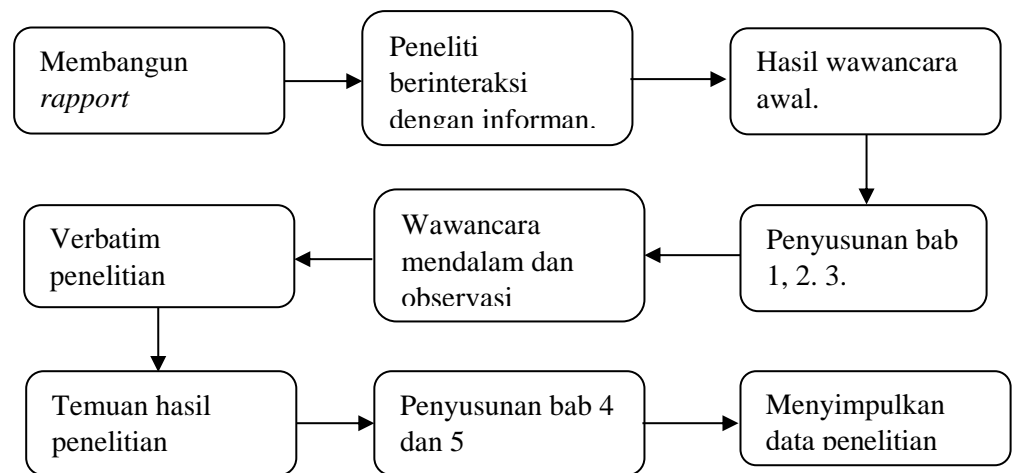 Membangun
rapport
Peneliti
berinteraksi
dengan informan.
Hasil wawancara
awal.
Penyusunan bab
1, 2. 3.
Wawancara
mendalam dan
observasi
Verbatim
penelitian
Temuan hasil
penelitian
Penyusunan bab 4
dan 5
Menyimpulkan
data penelitian